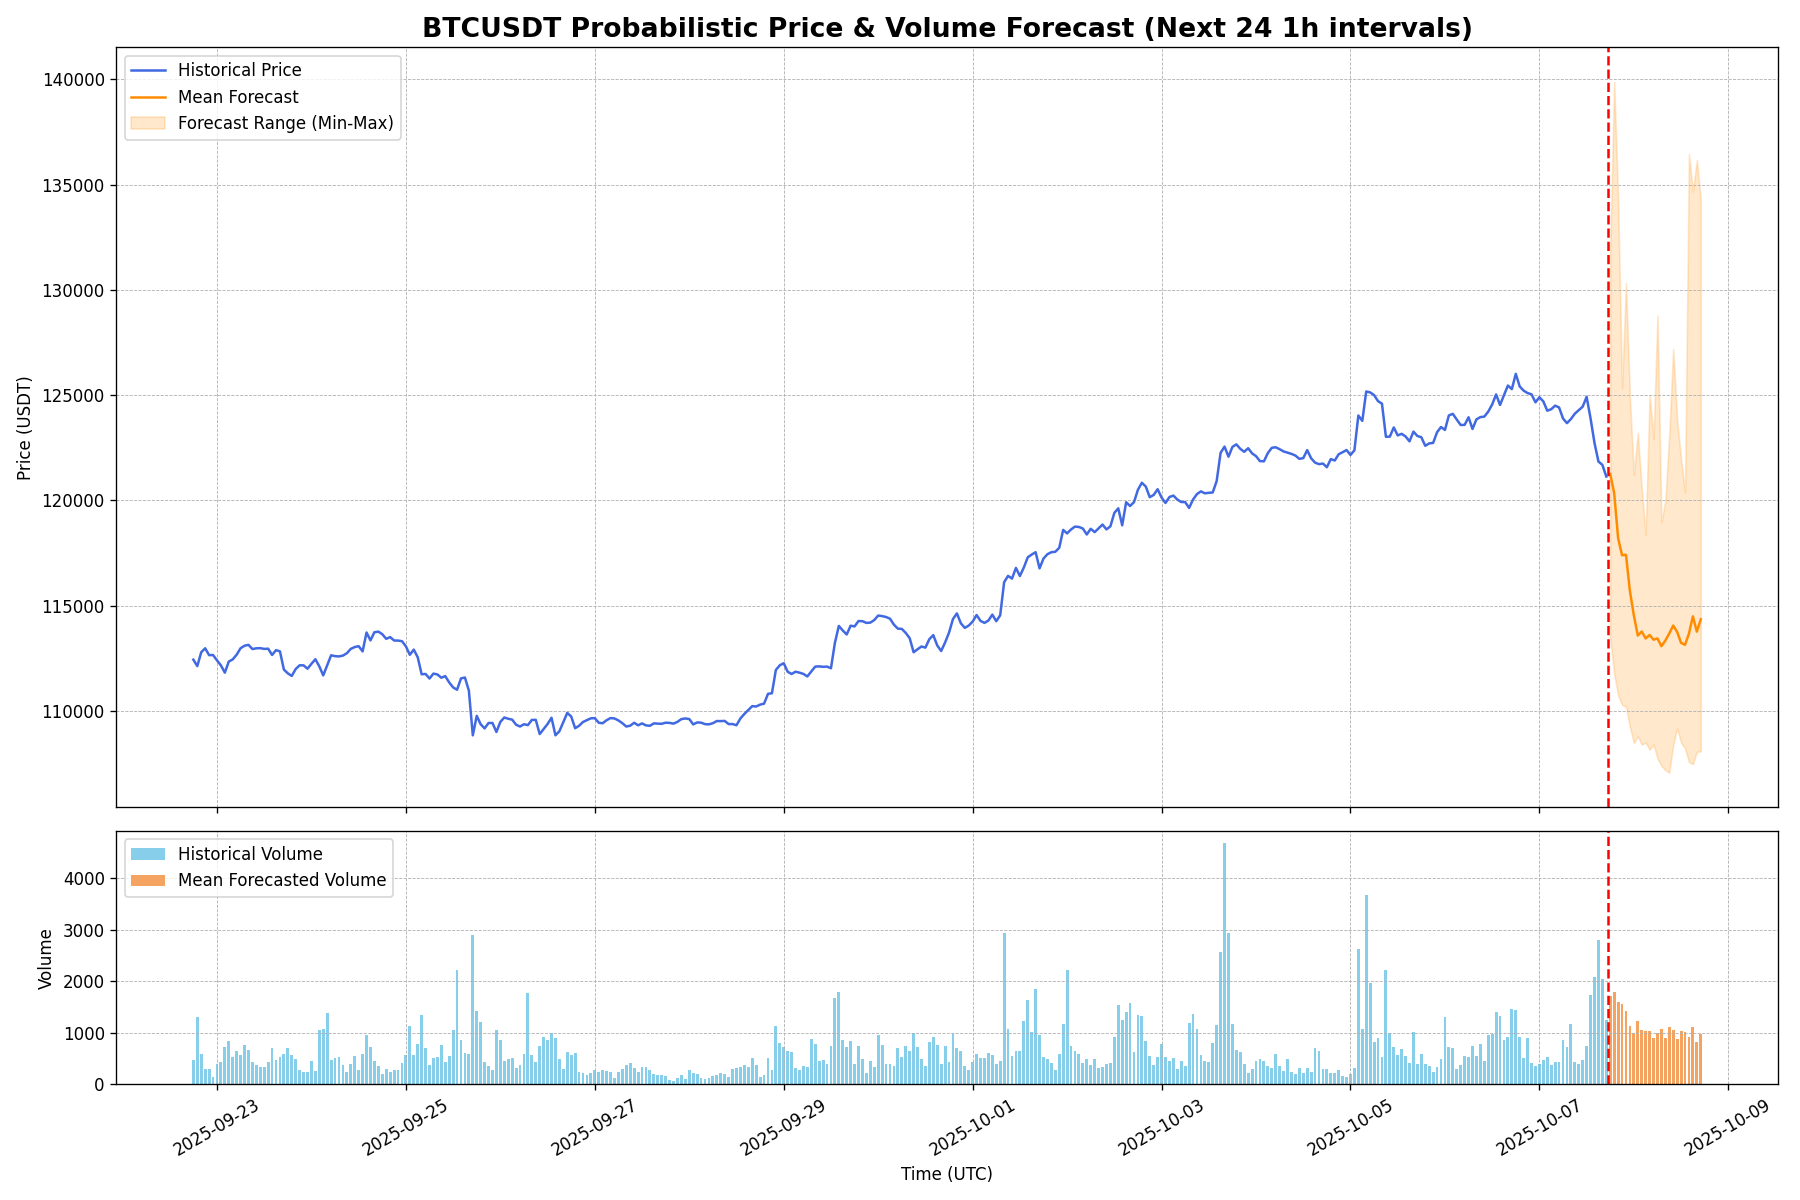 BTCUSDT Probabilistic Price & Volume Forecast (Next 24 1h intervals)
Historical Price
Mean Forecast
Forecast Range (Min-Max)
140000
135000
130000
125000
120000
115000
110000
Price (USDT)
Historical Volume
Mean Forecasted Volume
4000
3000
2000
1000
0
Volume
2025-09-23
2025-09-25
2025-09-27
2025-09-29
2025-10-01
2025-10-03
2025-10-05
2025-10-07
2025-10-09
Time (UTC)